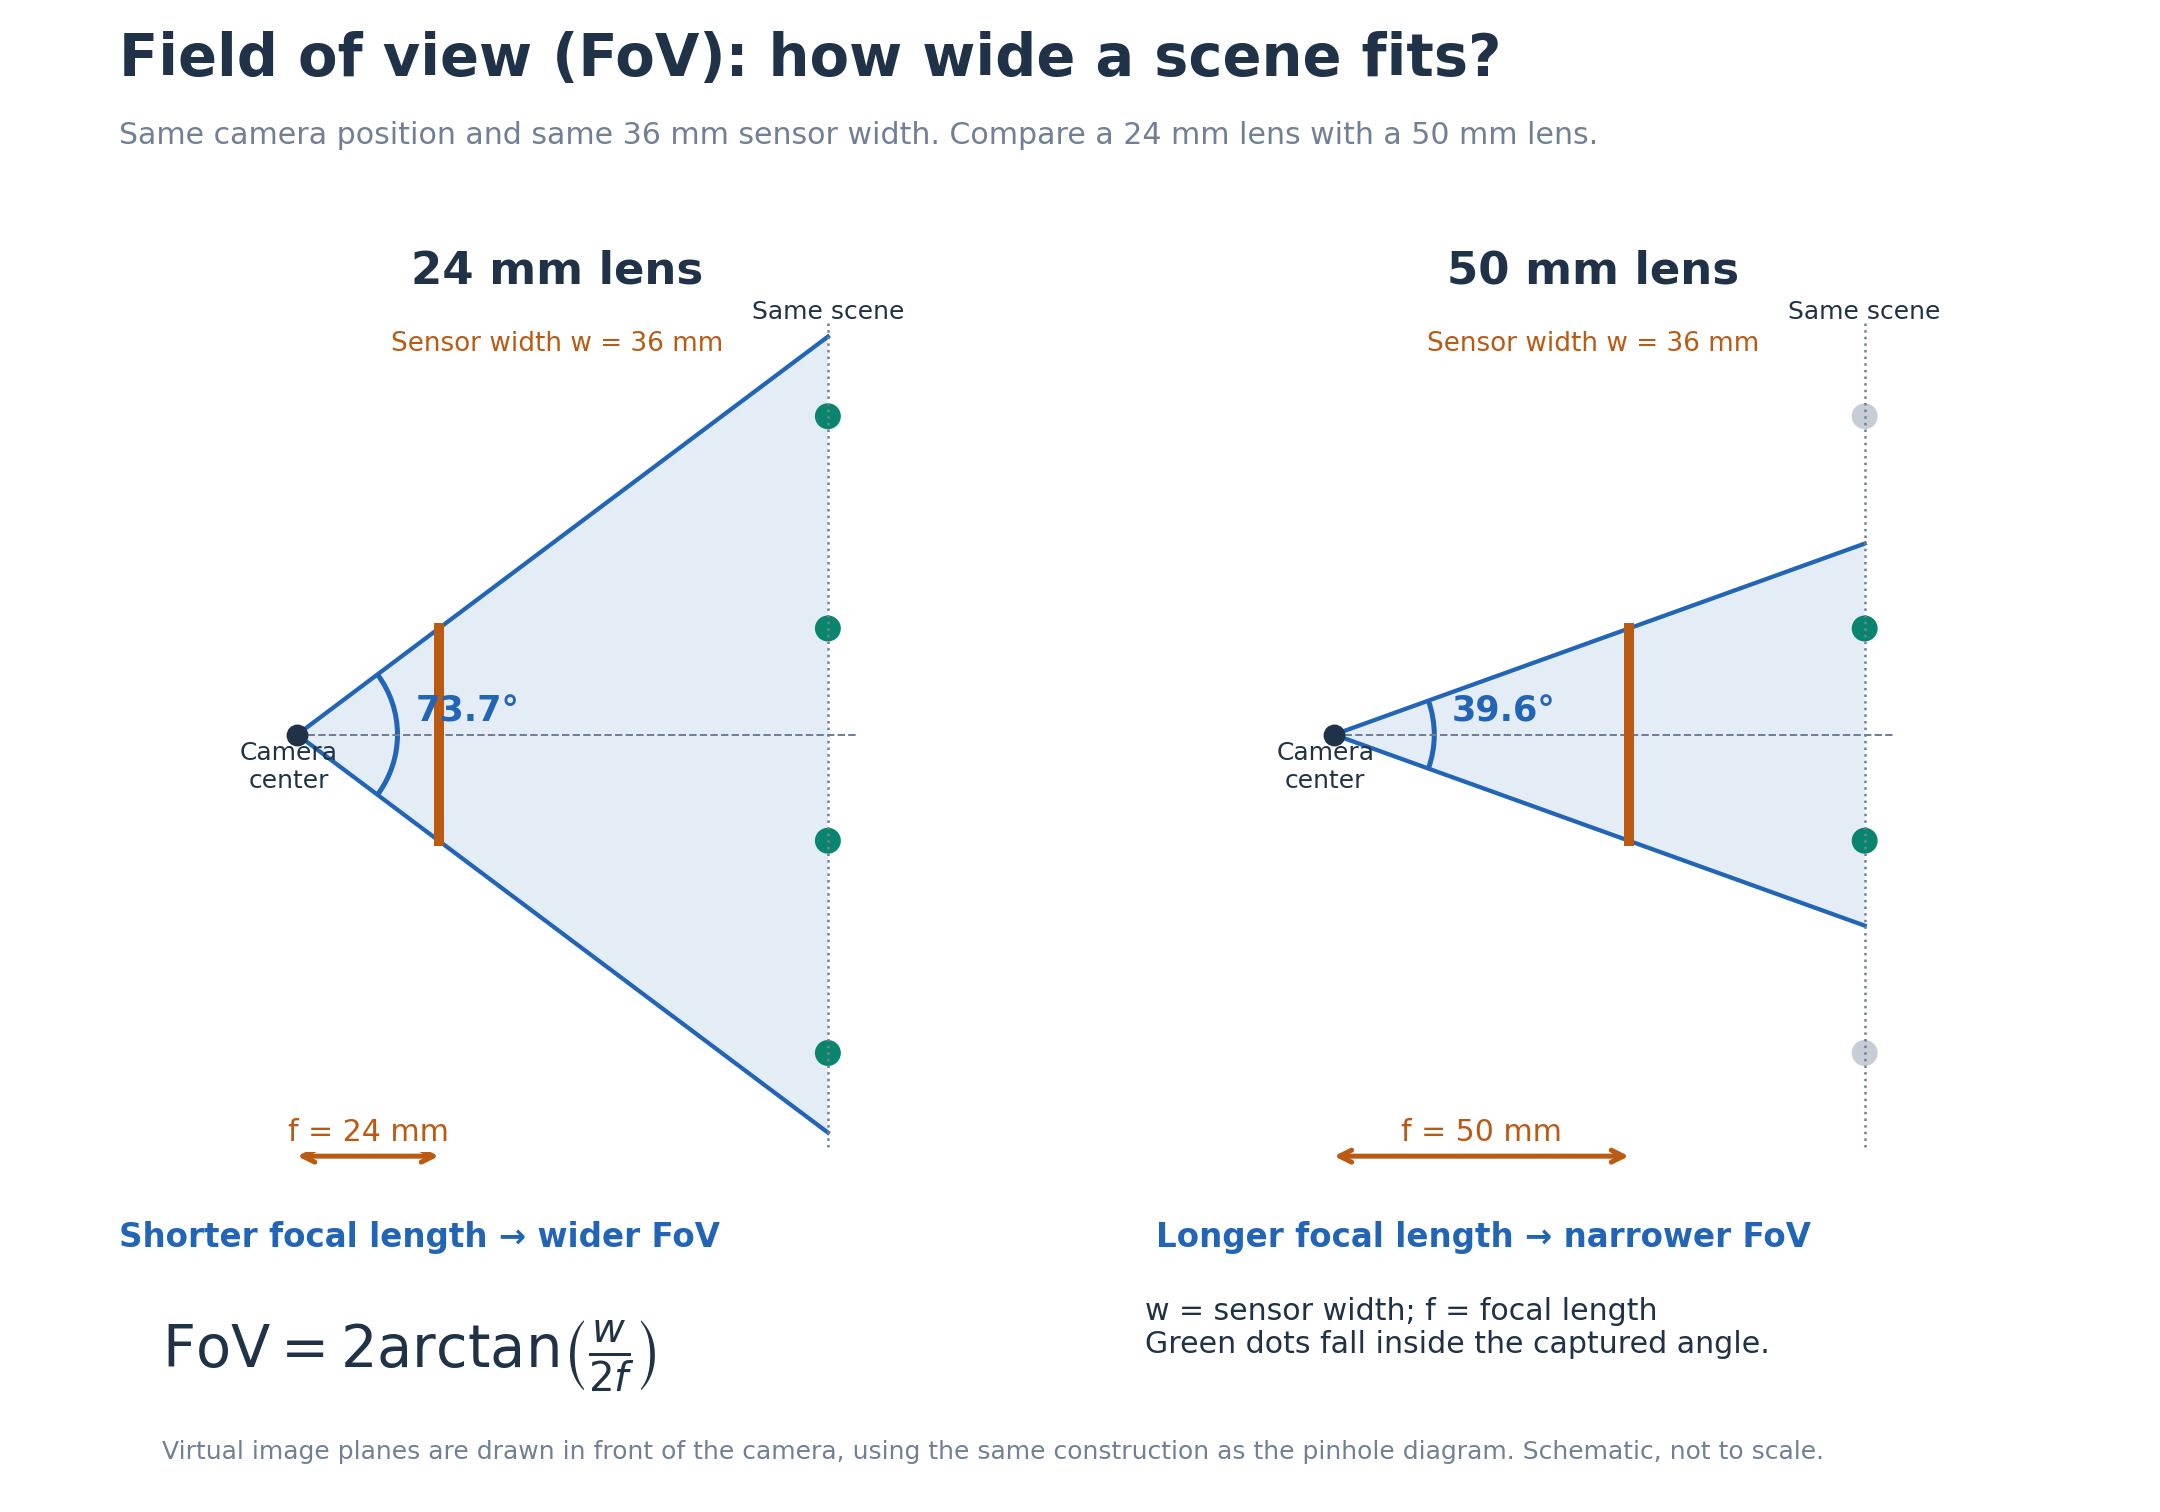 Field of view (FoV): how wide a scene fits?
Same camera position and same 36 mm sensor width. Compare a 24 mm lens with a 50 mm lens.
24 mm lens
Same scene
Sensor width w = 36 mm
73.7°
Camera
center
f = 24 mm
Shorter focal length → wider FoV
50 mm lens
Same scene
Sensor width w = 36 mm
39.6°
Camera
center
f = 50 mm
Longer focal length → narrower FoV
FoV = 2arctan(w/2f)
w = sensor width; f = focal length
Green dots fall inside the captured angle.
Virtual image planes are drawn in front of the camera, using the same construction as the pinhole diagram. Schematic, not to scale.